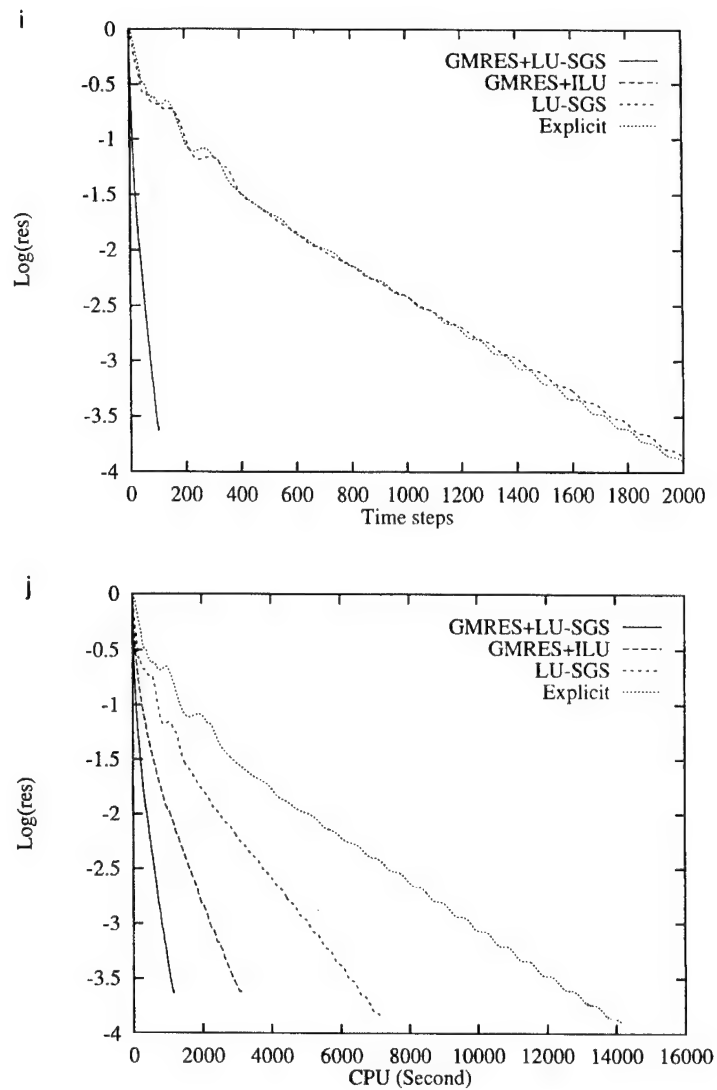 i
0
-0.5
-1
-1.5
-2
-2.5
-3
-3.5
-4
Log(res)
GMRES+LU-SGS
GMRES+ILU
LU-SGS
Explicit
0 200 400 600 800 1000 1200 1400 1600 1800 2000
Time steps
j
0
-0.5
-1
-1.5
-2
-2.5
-3
-3.5
-4
Log(res)
GMRES+LU-SGS
GMRES+ILU
LU-SGS
Explicit
0 2000 4000 6000 8000 10000 12000 14000 16000
CPU (Second)